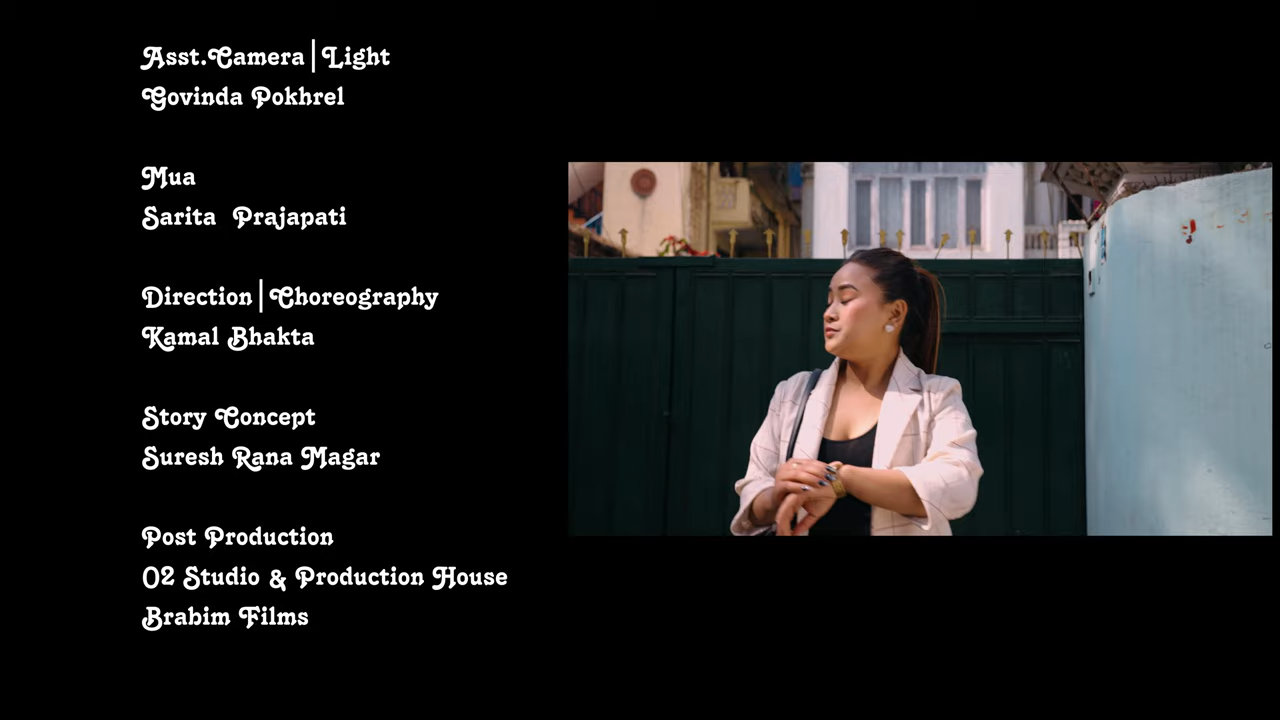 Asst.Camera|Light
Govinda Pokhrel
Mua
Sarita Prajapati
Direction|Choreography
Kamal Bhakta
Story Concept
Suresh Rana Magar
Post Production
O2 Studio & Production House
Brabim Films